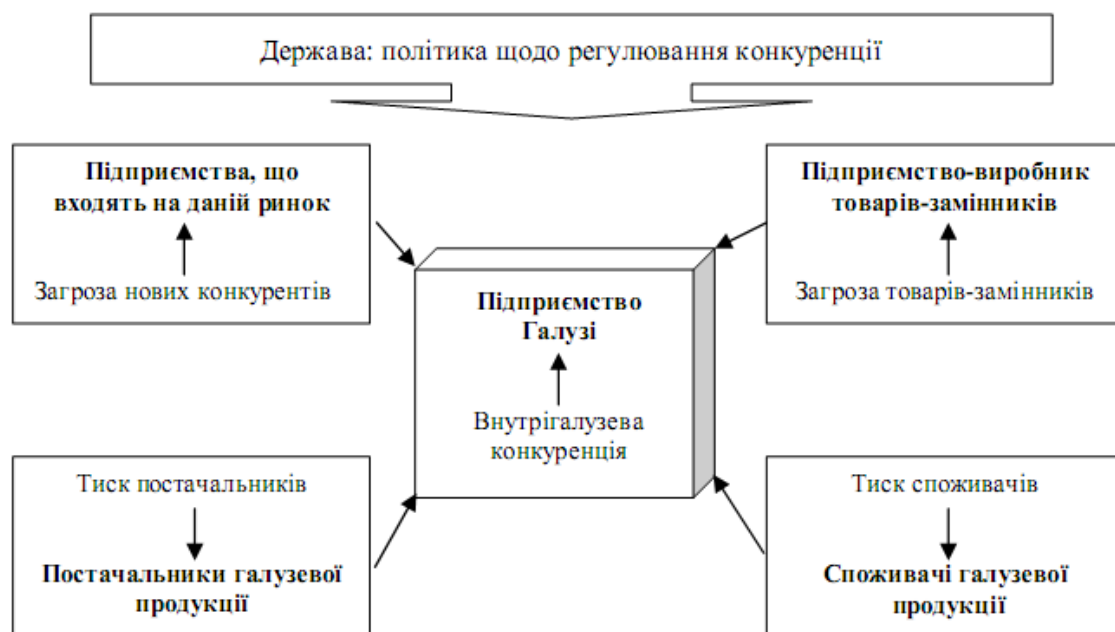 Держава: політика щодо регулювання конкуренції
Підприємства, що
входять на даній ринок
Загроза нових конкурентів
Підприємство-виробник
товарів-замінників
Загроза товарів-замінників
Підприємство
Галузі
Внутрігалузева
конкуренція
Тиск постачальників
Постачальники галузевої
продукції
Тиск споживачів
Споживачі галузевої
продукції